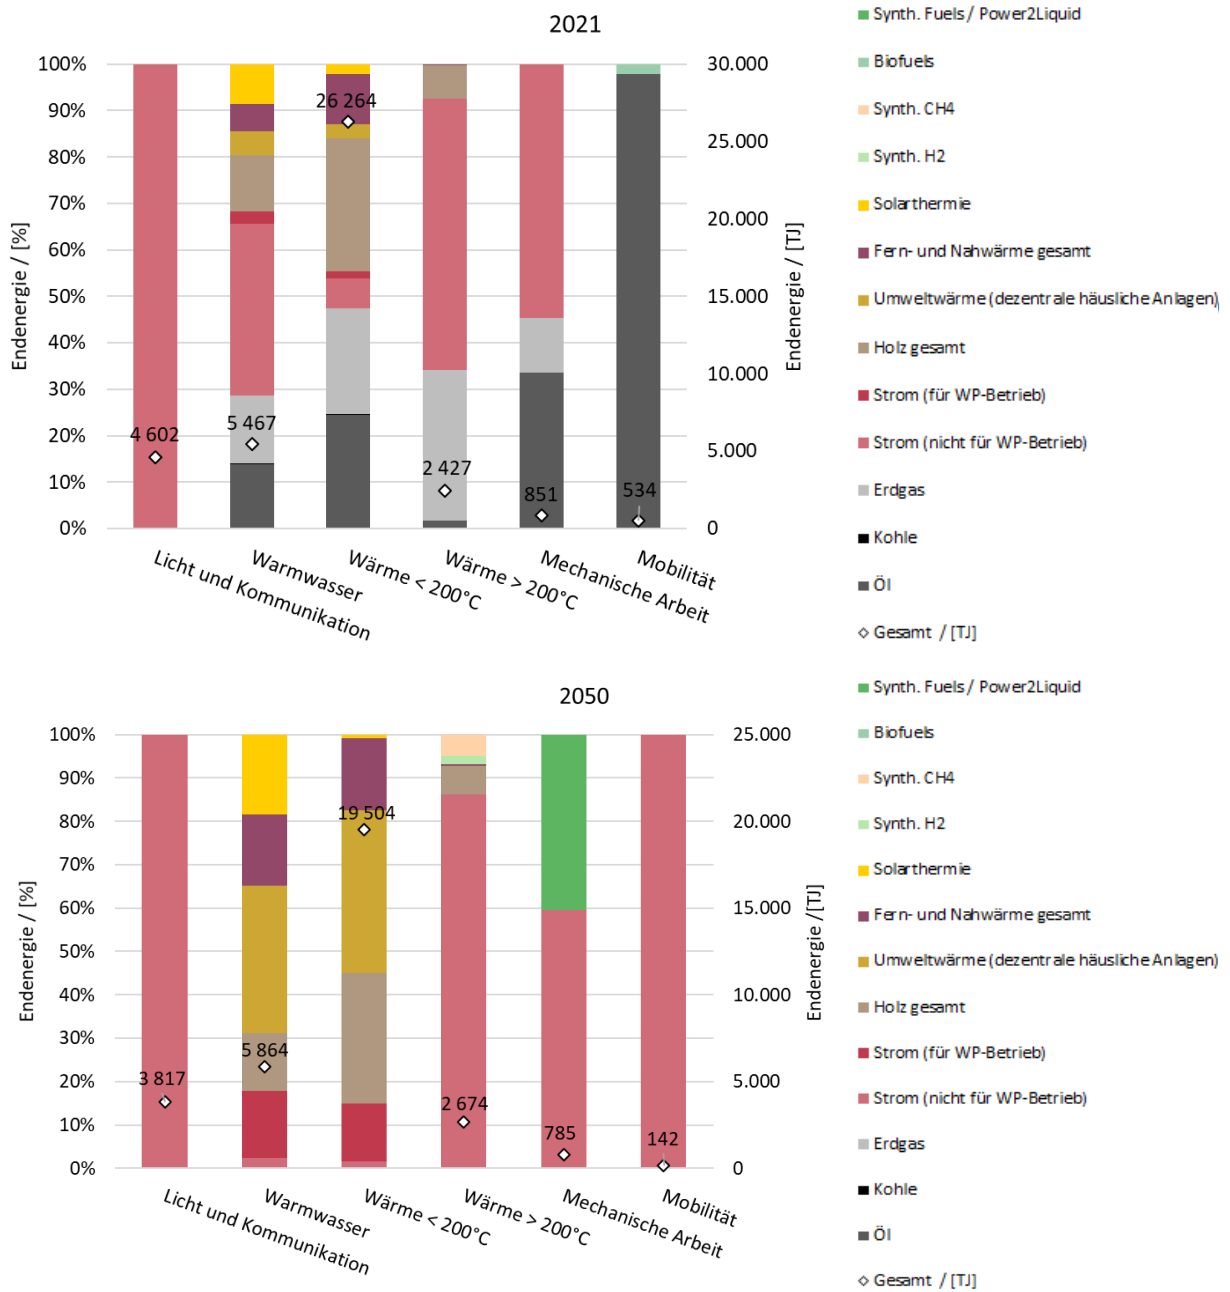 2021
Endenergie / [%]
100%
90%
80%
70%
60%
50%
40%
30%
20%
10%
0%
4 602
5 467
26 264
2 427
851
534
30.000
25.000
20.000
15.000
10.000
5.000
0
Endenergie / [TJ]
Licht und Kommunikation
Warmwasser
Wärme < 200°C
Wärme > 200°C
Mechanische Arbeit
Mobilität
Synth. Fuels / Power2Liquid
Biofuels
Synth. CH4
Synth. H2
Solarthermie
Fern- und Nahwärme gesamt
Umweltwärme (dezentrale häusliche Anlagen)
Holz gesamt
Strom (für WP-Betrieb)
Strom (nicht für WP-Betrieb)
Erdgas
Kohle
Öl
Gesamt / [TJ]
2050
Endenergie / [%]
100%
90%
80%
70%
60%
50%
40%
30%
20%
10%
0%
3 817
5 864
19 504
2 674
785
142
25.000
20.000
15.000
10.000
5.000
0
Endenergie /[TJ]
Licht und Kommunikation
Warmwasser
Wärme < 200°C
Wärme > 200°C
Mechanische Arbeit
Mobilität
Synth. Fuels / Power2Liquid
Biofuels
Synth. CH4
Synth. H2
Solarthermie
Fern- und Nahwärme gesamt
Umweltwärme (dezentrale häusliche Anlagen)
Holz gesamt
Strom (für WP-Betrieb)
Strom (nicht für WP-Betrieb)
Erdgas
Kohle
Öl
Gesamt / [TJ]